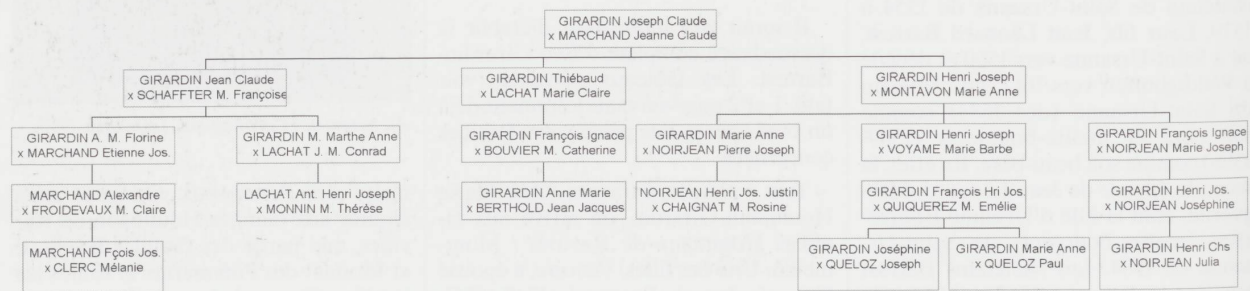 GIRARDIN Joseph Claude
x MARCHAND Jeanne Claude
GIRARDIN Jean Claude
x SCHAFFTER M. Françoise
GIRARDIN Thiébaud
x LACHAT Marie Claire
GIRARDIN Henri Joseph
x MONTAVON Marie Anne
GIRARDIN A. M. Florine
x MARCHAND Etienne Jos.
GIRARDIN M. Marthe Anne
x LACHAT J. M. Conrad
GIRARDIN François Ignace
x BOUVIER M. Catherine
GIRARDIN Marie Anne
x NOIRJEAN Pierre Joseph
GIRARDIN Henri Joseph
x VOYAME Marie Barbe
GIRARDIN François Ignace
x NOIRJEAN Marie Joseph
MARCHAND Alexandre
x FROIDEVAUX M. Claire
LACHAT Ant. Henri Joseph
x MONNIN M. Thérèse
GIRARDIN Anne Marie
x BERTHOLD Jean Jacques
NOIRJEAN Henri Jos. Justin
x CHAIGNAT M. Rosine
GIRARDIN François Hri Jos.
x QUIQUEREZ M. Emélie
GIRARDIN Henri Jos.
x NOIRJEAN Joséphine
MARCHAND Fçois Jos.
x CLERC Mélanie
GIRARDIN Joséphine
x QUELOZ Joseph
GIRARDIN Marie Anne
x QUELOZ Paul
GIRARDIN Henri Chs
x NOIRJEAN Julia